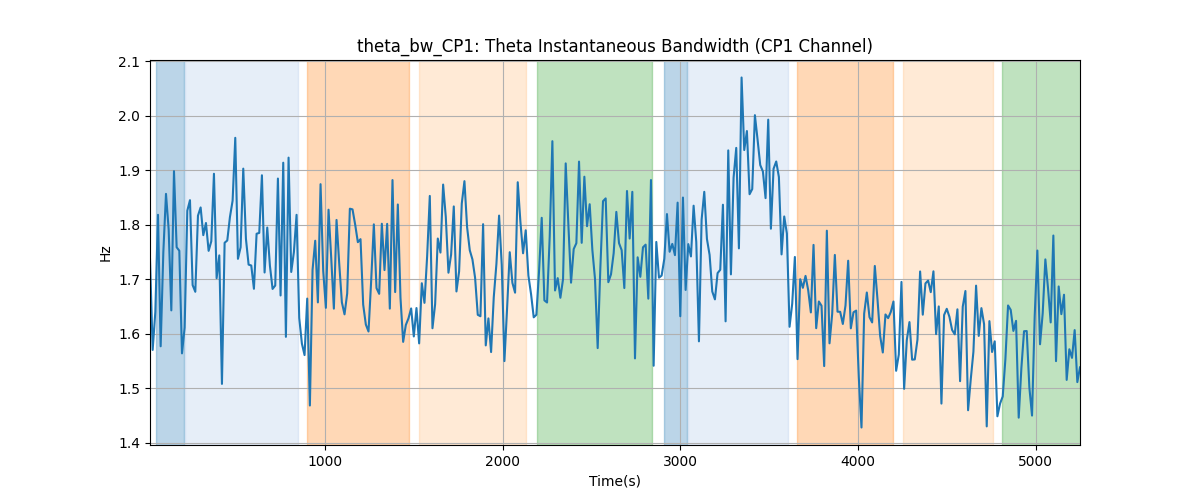 theta_bw_CP1: Theta Instantaneous Bandwidth (CP1 Channel)
2.1
2.0
1.9
1.8
1.7
1.6
1.5
1.4
Hz
1000 2000 3000 4000 5000
Time(s)